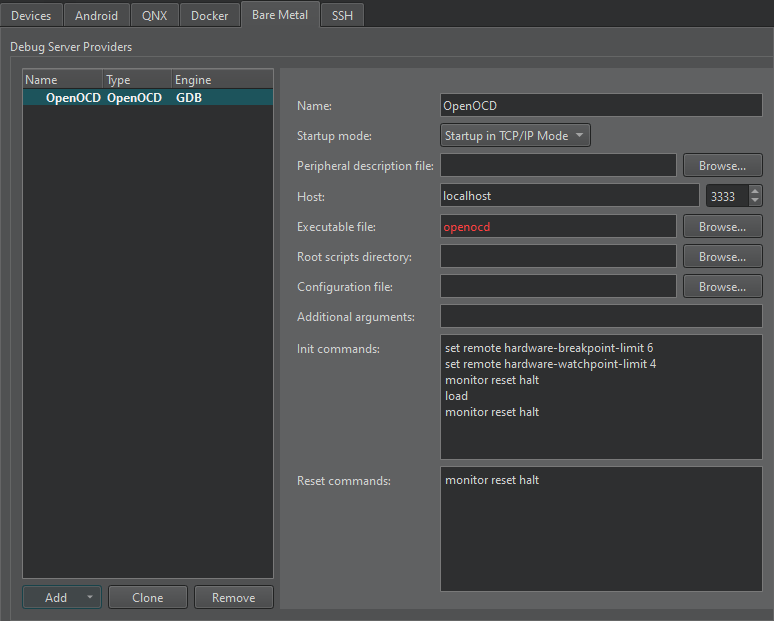 Devices Android QNX Docker Bare Metal SSH
Debug Server Providers
Name Type Engine
OpenOCD OpenOCD GDB
Name: OpenOCD
Startup mode: Startup in TCP/IP Mode
Peripheral description file: Browse...
Host: localhost 3333
Executable file: openocd Browse...
Root scripts directory: Browse...
Configuration file: Browse...
Additional arguments:
Init commands: set remote hardware-breakpoint-limit 6
set remote hardware-watchpoint-limit 4
monitor reset halt
load
monitor reset halt
Reset commands: monitor reset halt
Add Clone Remove